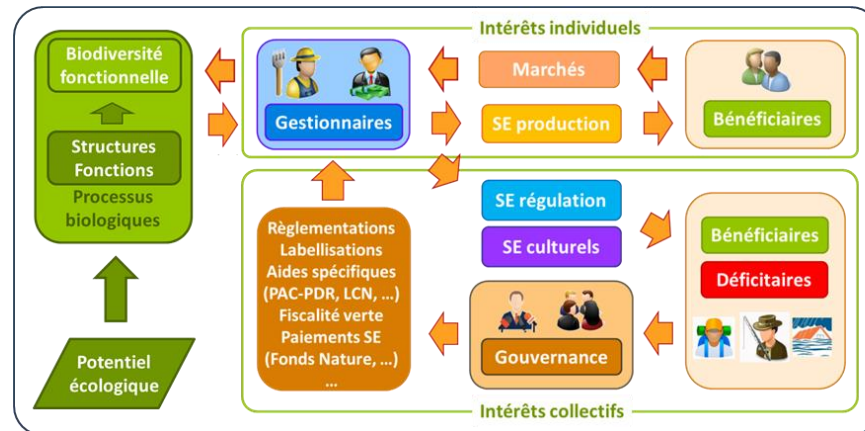 Biodiversité
fonctionnelle
Structures
Fonctions
Processus
biologiques
Potentiel
écologique
Intérêts individuels
Gestionnaires
Marchés
SE production
Bénéficiaires
Règlementations
Labellisations
Aides spécifiques
(PAC-PDR, LCN, ...)
Fiscalité verte
Paiements SE
(Fonds Nature, ...)
...
SE régulation
SE culturels
Gouvernance
Bénéficiaires
Déficitaires
Intérêts collectifs